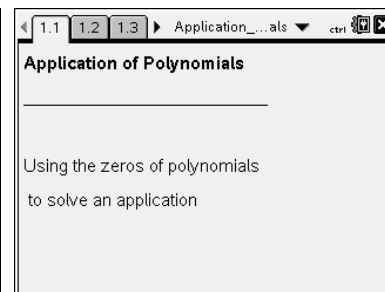 1.1 1.2 1.3 Application_...als ctrl
Application of Polynomials
Using the zeros of polynomials
to solve an application